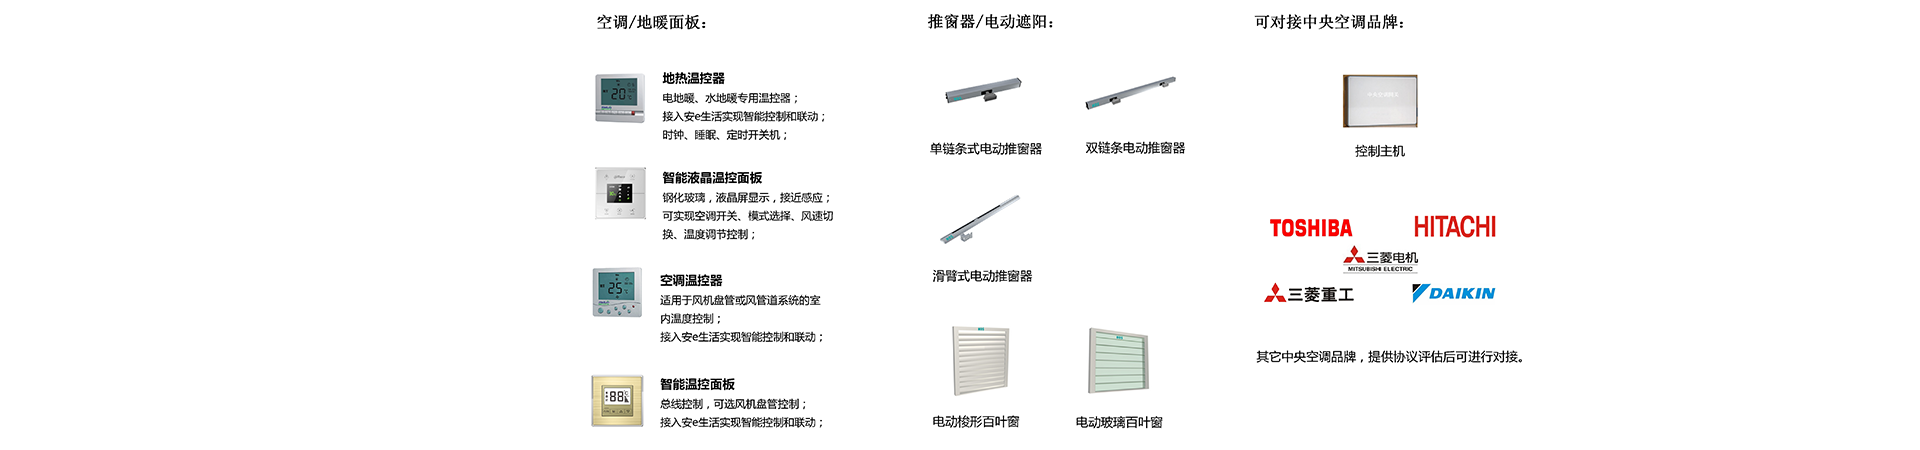 空调/地暖面板：
地热温控器
电地暖、水地暖专用温控器；
接入安e生活实现智能控制和联动；
时钟、睡眠、定时开关机；
20
智能液晶温控面板
钢化玻璃，液晶屏显示，接近感应；
可实现空调开关、模式选择、风速切
换、温度调节控制；
空调温控器
适用于风机盘管或风管道系统的室
内温度控制；
接入安e生活实现智能控制和联动；
25
智能温控面板
总线控制，可选风机盘管控制；
接入安e生活实现智能控制和联动；
88
推窗器/电动遮阳：
单链条式电动推窗器
双链条电动推窗器
滑臂式电动推窗器
电动梭形百叶窗
电动玻璃百叶窗
可对接中央空调品牌：
控制主机
TOSHIBA
HITACHI
三菱电机
MITSUBISHI ELECTRIC
三菱重工
DAIKIN
其它中央空调品牌，提供协议评估后可进行对接。